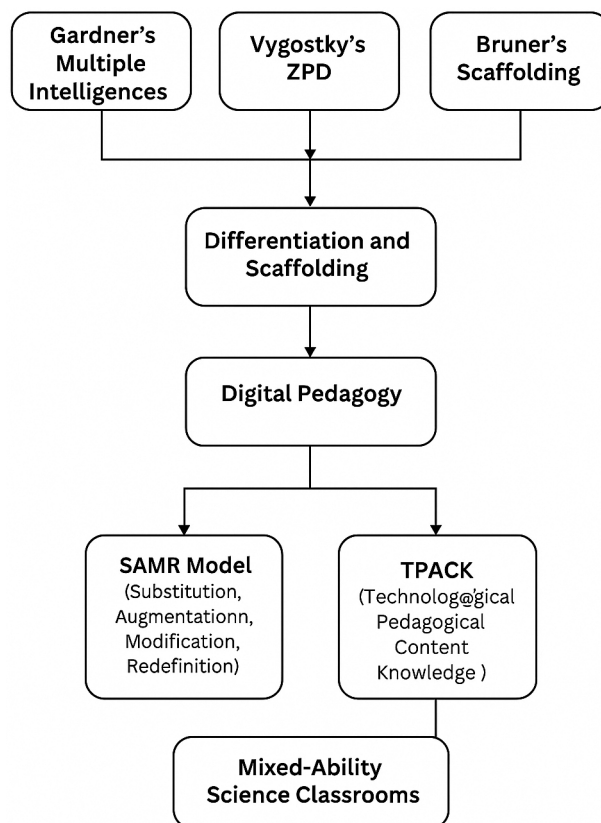 Gardner's
Multiple
Intelligences
Vygostky's
ZPD
Bruner's
Scaffolding
Differentiation and
Scaffolding
Digital Pedagogy
SAMR Model
(Substitution,
Augmentationn,
Modification,
Redefinition)
TPACK
(Technolog@'gical
Pedagogical
Content
Knowledge )
Mixed-Ability
Science Classrooms